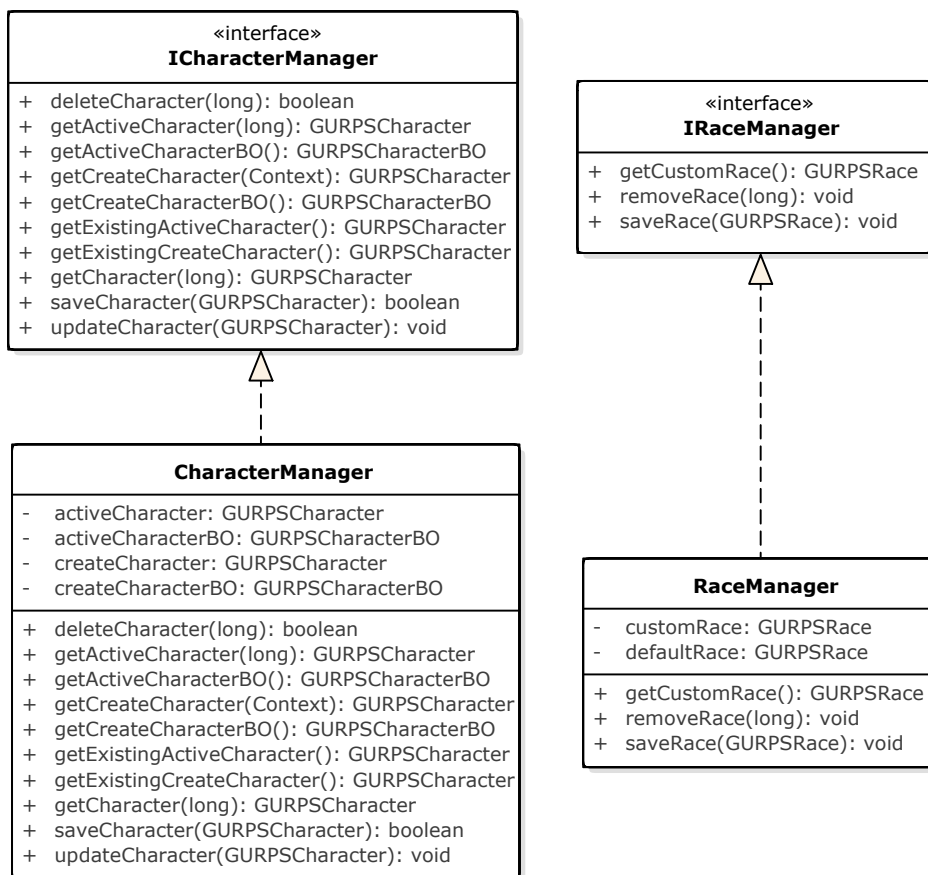 «interface»
ICharacterManager
+ deleteCharacter(long): boolean
+ getActiveCharacter(long): GURPSCharacter
+ getActiveCharacterBO(): GURPSCharacterBO
+ getCreateCharacter(Context): GURPSCharacter
+ getCreateCharacterBO(): GURPSCharacterBO
+ getExistingActiveCharacter(): GURPSCharacter
+ getExistingCreateCharacter(): GURPSCharacter
+ getCharacter(long): GURPSCharacter
+ saveCharacter(GURPSCharacter): boolean
+ updateCharacter(GURPSCharacter): void
«interface»
IRaceManager
+ getCustomRace(): GURPSRace
+ removeRace(long): void
+ saveRace(GURPSRace): void
CharacterManager
- activeCharacter: GURPSCharacter
- activeCharacterBO: GURPSCharacterBO
- createCharacter: GURPSCharacter
- createCharacterBO: GURPSCharacterBO
+ deleteCharacter(long): boolean
+ getActiveCharacter(long): GURPSCharacter
+ getActiveCharacterBO(): GURPSCharacterBO
+ getCreateCharacter(Context): GURPSCharacter
+ getCreateCharacterBO(): GURPSCharacterBO
+ getExistingActiveCharacter(): GURPSCharacter
+ getExistingCreateCharacter(): GURPSCharacter
+ getCharacter(long): GURPSCharacter
+ saveCharacter(GURPSCharacter): boolean
+ updateCharacter(GURPSCharacter): void
RaceManager
- customRace: GURPSRace
- defaultRace: GURPSRace
+ getCustomRace(): GURPSRace
+ removeRace(long): void
+ saveRace(GURPSRace): void